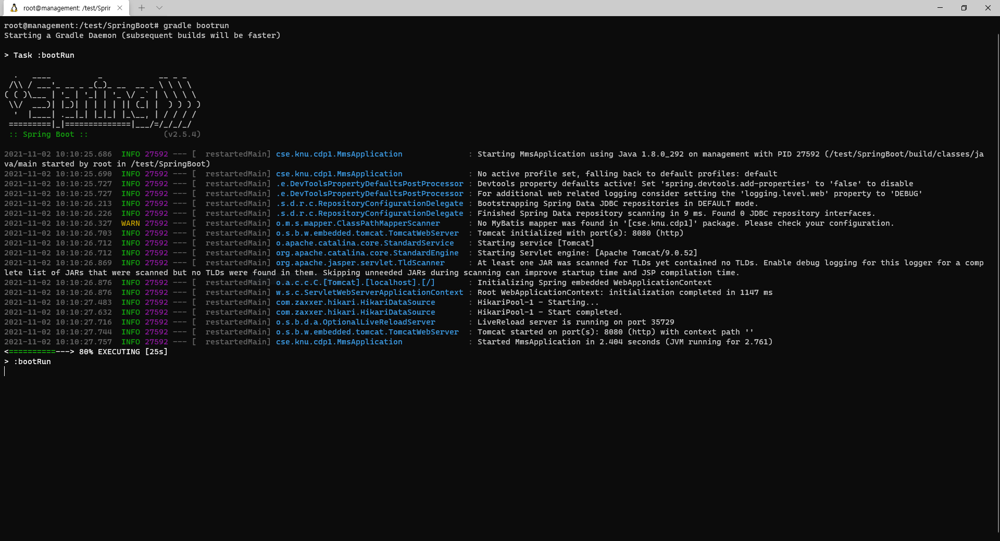 root@management: /test/Sprir
root@management:/test/SpringBoot# gradle bootrun
Starting a Gradle Daemon (subsequent builds will be faster)
> Task :bootRun
  .   ____          _            __ _ _
 /\\ / ___'_ __ _ _(_)_ __  __ _ \ \ \ \
( ( )\___ | '_ | '_| | '_ \/ _` | \ \ \ \
 \\/  ___)| |_)| | | | | || (_| |  ) ) ) )
  '  |____| .__|_| |_|_| |_\__, | / / / /
 =========|_|==============|___/=/_/_/_/
 :: Spring Boot ::                (v2.5.4)
2021-11-02 10:10:25.686  INFO 27592 --- [  restartedMain] cse.knu.cdp1.MmsApplication              : Starting MmsApplication using Java 1.8.0_292 on management with PID 27592 (/test/SpringBoot/build/classes/ja
va/main started by root in /test/SpringBoot)
2021-11-02 10:10:25.690  INFO 27592 --- [  restartedMain] cse.knu.cdp1.MmsApplication              : No active profile set, falling back to default profiles: default
2021-11-02 10:10:25.727  INFO 27592 --- [  restartedMain] .e.DevToolsPropertyDefaultsPostProcessor : Devtools property defaults active! Set 'spring.devtools.add-properties' to 'false' to disable
2021-11-02 10:10:25.727  INFO 27592 --- [  restartedMain] .e.DevToolsPropertyDefaultsPostProcessor : For additional web related logging consider setting the 'logging.level.web' property to 'DEBUG'
2021-11-02 10:10:26.213  INFO 27592 --- [  restartedMain] .s.d.r.c.RepositoryConfigurationDelegate : Bootstrapping Spring Data JDBC repositories in DEFAULT mode.
2021-11-02 10:10:26.226  INFO 27592 --- [  restartedMain] .s.d.r.c.RepositoryConfigurationDelegate : Finished Spring Data repository scanning in 9 ms. Found 0 JDBC repository interfaces.
2021-11-02 10:10:26.327  WARN 27592 --- [  restartedMain] o.m.s.mapper.ClassPathMapperScanner      : No MyBatis mapper was found in '[cse.knu.cdp1]' package. Please check your configuration.
2021-11-02 10:10:26.703  INFO 27592 --- [  restartedMain] o.s.b.w.embedded.tomcat.TomcatWebServer  : Tomcat initialized with port(s): 8080 (http)
2021-11-02 10:10:26.712  INFO 27592 --- [  restartedMain] o.apache.catalina.core.StandardService   : Starting service [Tomcat]
2021-11-02 10:10:26.712  INFO 27592 --- [  restartedMain] org.apache.catalina.core.StandardEngine  : Starting Servlet engine: [Apache Tomcat/9.0.52]
2021-11-02 10:10:26.869  INFO 27592 --- [  restartedMain] org.apache.jasper.servlet.TldScanner     : At least one JAR was scanned for TLDs yet contained no TLDs. Enable debug logging for this logger for a comp
lete list of JARs that were scanned but no TLDs were found in them. Skipping unneeded JARs during scanning can improve startup time and JSP compilation time.
2021-11-02 10:10:26.876  INFO 27592 --- [  restartedMain] o.a.c.c.C.[Tomcat].[localhost].[/]       : Initializing Spring embedded WebApplicationContext
2021-11-02 10:10:26.876  INFO 27592 --- [  restartedMain] w.s.c.ServletWebServerApplicationContext : Root WebApplicationContext: initialization completed in 1147 ms
2021-11-02 10:10:27.483  INFO 27592 --- [  restartedMain] com.zaxxer.hikari.HikariDataSource       : HikariPool-1 - Starting...
2021-11-02 10:10:27.632  INFO 27592 --- [  restartedMain] com.zaxxer.hikari.HikariDataSource       : HikariPool-1 - Start completed.
2021-11-02 10:10:27.716  INFO 27592 --- [  restartedMain] o.s.b.d.a.OptionalLiveReloadServer       : LiveReload server is running on port 35729
2021-11-02 10:10:27.744  INFO 27592 --- [  restartedMain] o.s.b.w.embedded.tomcat.TomcatWebServer  : Tomcat started on port(s): 8080 (http) with context path ''
2021-11-02 10:10:27.757  INFO 27592 --- [  restartedMain] cse.knu.cdp1.MmsApplication              : Started MmsApplication in 2.404 seconds (JVM running for 2.761)
<==========---> 80% EXECUTING [25s]
> :bootRun